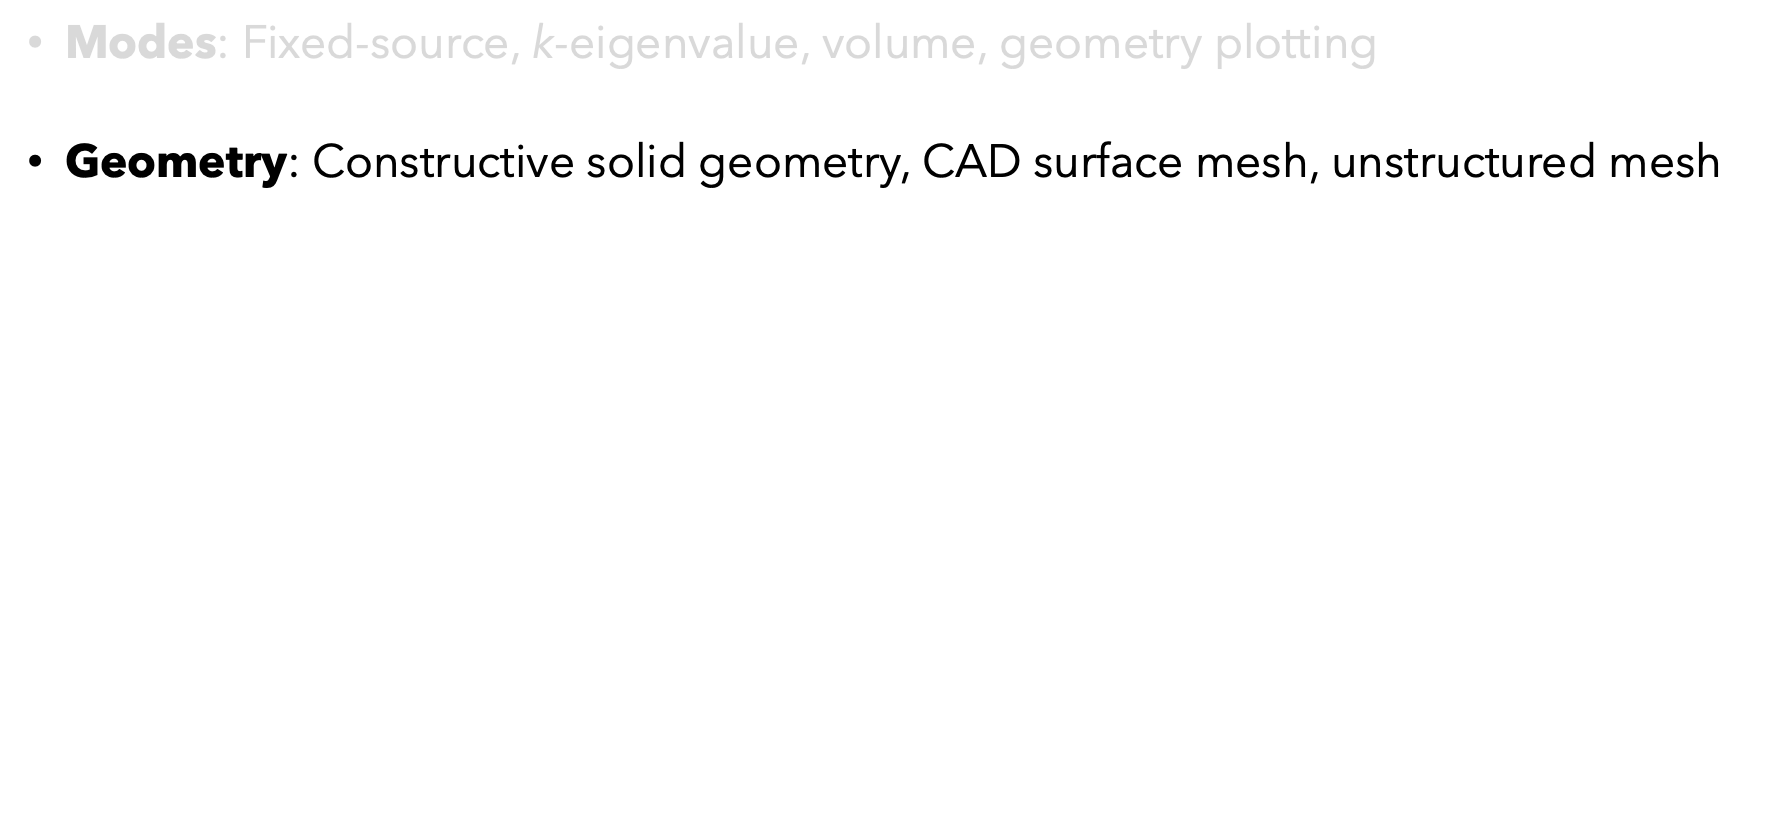 • Modes: Fixed-source, k-eigenvalue, volume, geometry plotting
• Geometry: Constructive solid geometry, CAD surface mesh, unstructured mesh